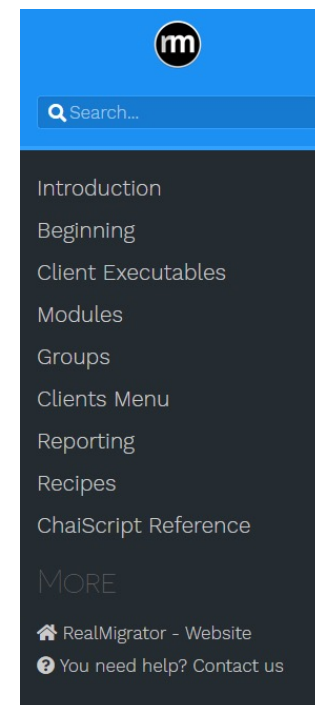 rm
Search...
Introduction
Beginning
Client Executables
Modules
Groups
Clients Menu
Reporting
Recipes
ChaiScript Reference
MORE
RealMigrator - Website
You need help? Contact us